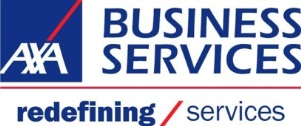 AXA
BUSINESS
SERVICES
redefining / services